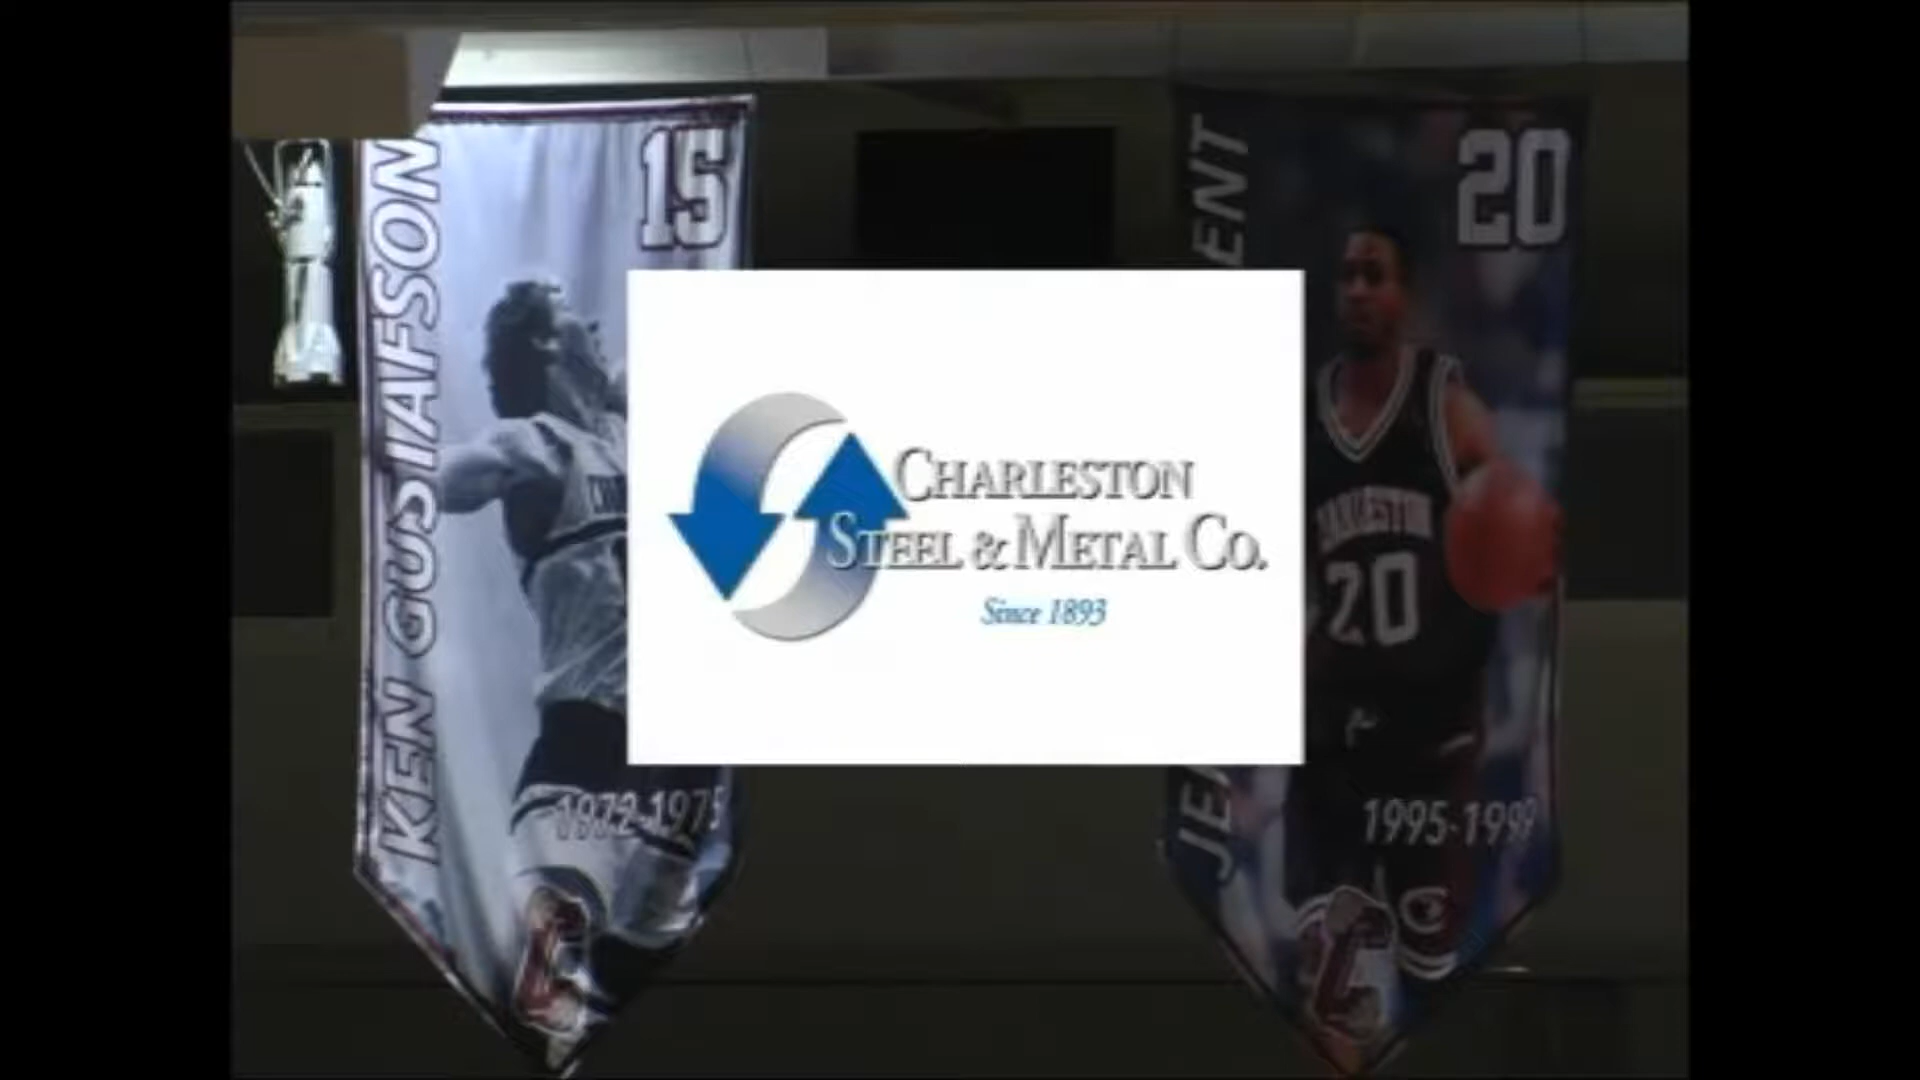 KEN GUSTAFSON
15
1972-1975
CHARLESTON
STEEL & METAL CO.
Since 1893
20
CHARLESTON
20
1995-1999
C
C